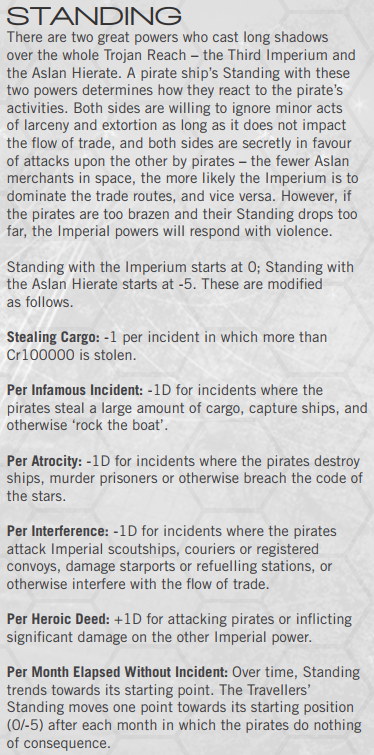 STANDING
There are two great powers who cast long shadows
over the whole Trojan Reach – the Third Imperium and
the Aslan Hierate. A pirate ship's Standing with these
two powers determines how they react to the pirate's
activities. Both sides are willing to ignore minor acts
of larceny and extortion as long as it does not impact
the flow of trade, and both sides are secretly in favour
of attacks upon the other by pirates – the fewer Aslan
merchants in space, the more likely the Imperium is to
dominate the trade routes, and vice versa. However, if
the pirates are too brazen and their Standing drops too
far, the Imperial powers will respond with violence.
Standing with the Imperium starts at 0; Standing with
the Aslan Hierate starts at -5. These are modified
as follows.
Stealing Cargo: -1 per incident in which more than
Cr100000 is stolen.
Per Infamous Incident: -1D for incidents where the
pirates steal a large amount of cargo, capture ships, and
otherwise ‘rock the boat’.
Per Atrocity: -1D for incidents where the pirates destroy
ships, murder prisoners or otherwise breach the code of
the stars.
Per Interference: -1D for incidents where the pirates
attack Imperial scoutships, couriers or registered
convoys, damage starports or refuelling stations, or
otherwise interfere with the flow of trade.
Per Heroic Deed: +1D for attacking pirates or inflicting
significant damage on the other Imperial power.
Per Month Elapsed Without Incident: Over time, Standing
trends towards its starting point. The Travellers'
Standing moves one point towards its starting position
(0/-5) after each month in which the pirates do nothing
of consequence.